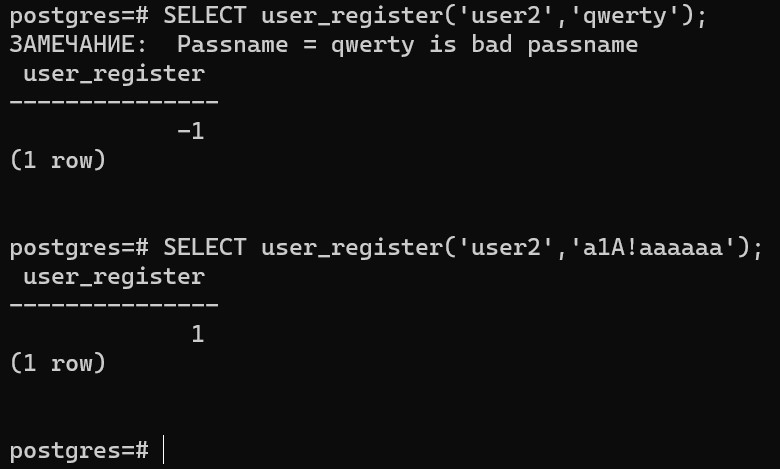 postgres=# SELECT user_register('user2','qwerty');
ЗАМЕЧАНИЕ:  Passname = qwerty is bad passname
 user_register
---------------
            -1
(1 row)
postgres=# SELECT user_register('user2','a1A!aaaaaa');
 user_register
---------------
             1
(1 row)
postgres=#